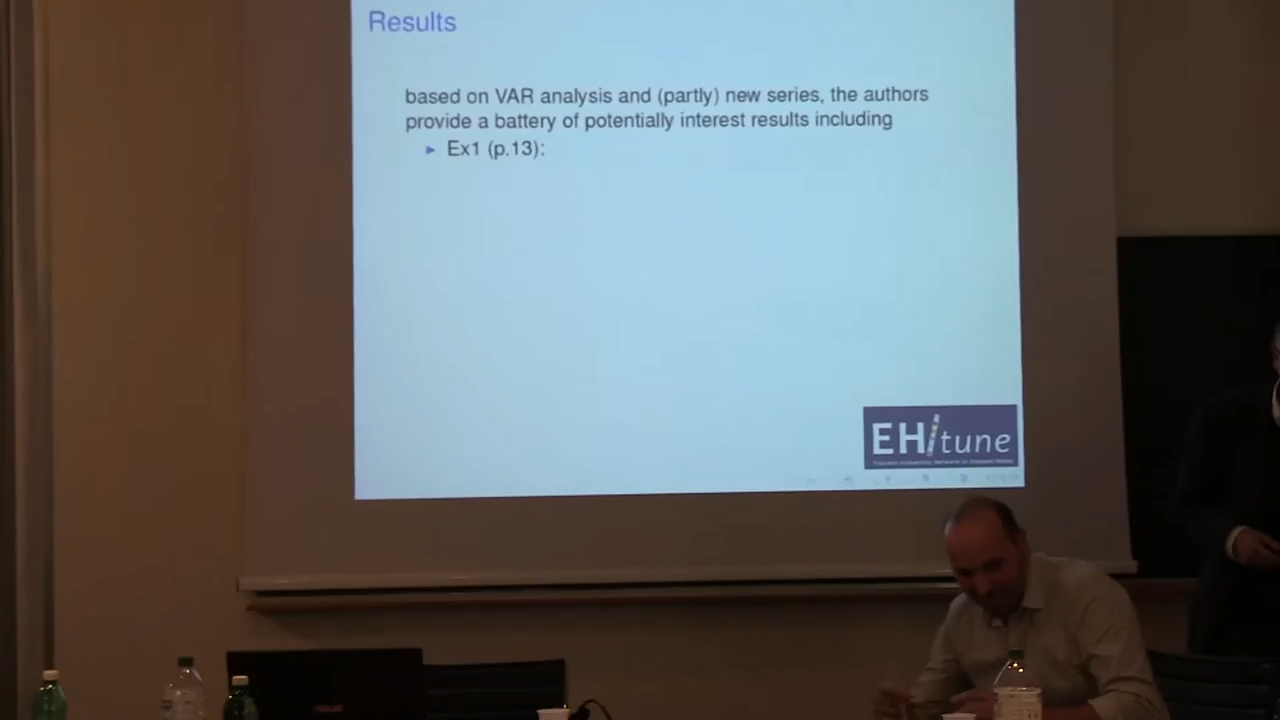 Results
based on VAR analysis and (partly) new series, the authors
provide a battery of potentially interest results including
► Ex1 (p.13):
EH/tune